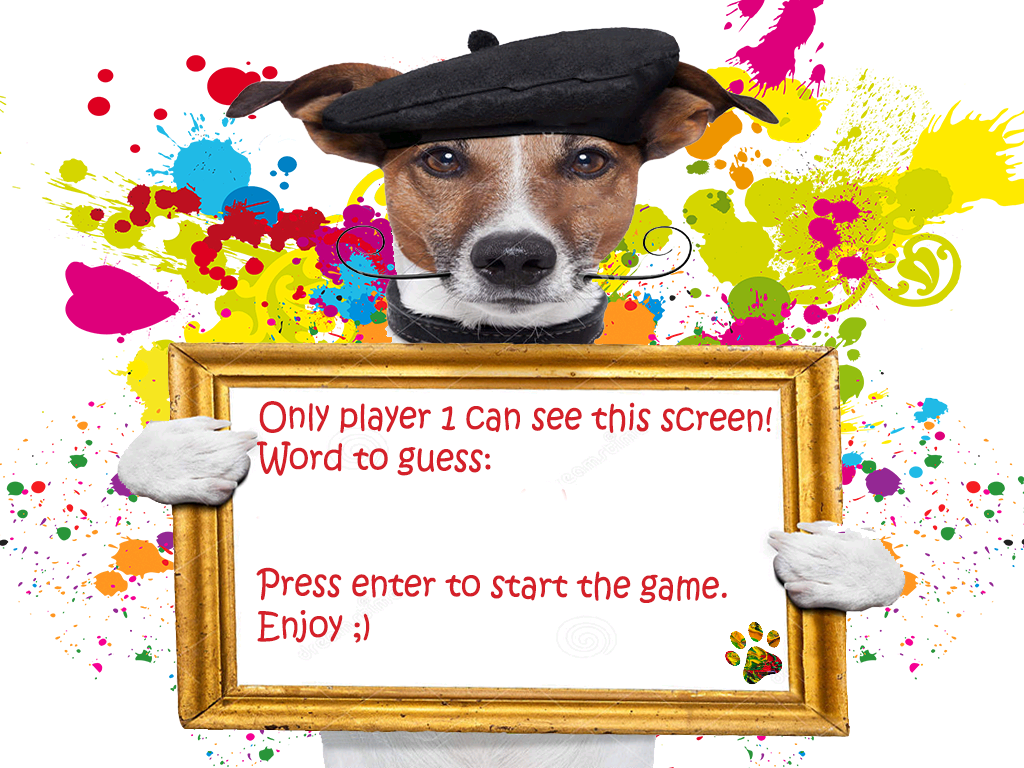 Only player 1 can see this screen!
Word to guess:
Press enter to start the game.
Enjoy ;)